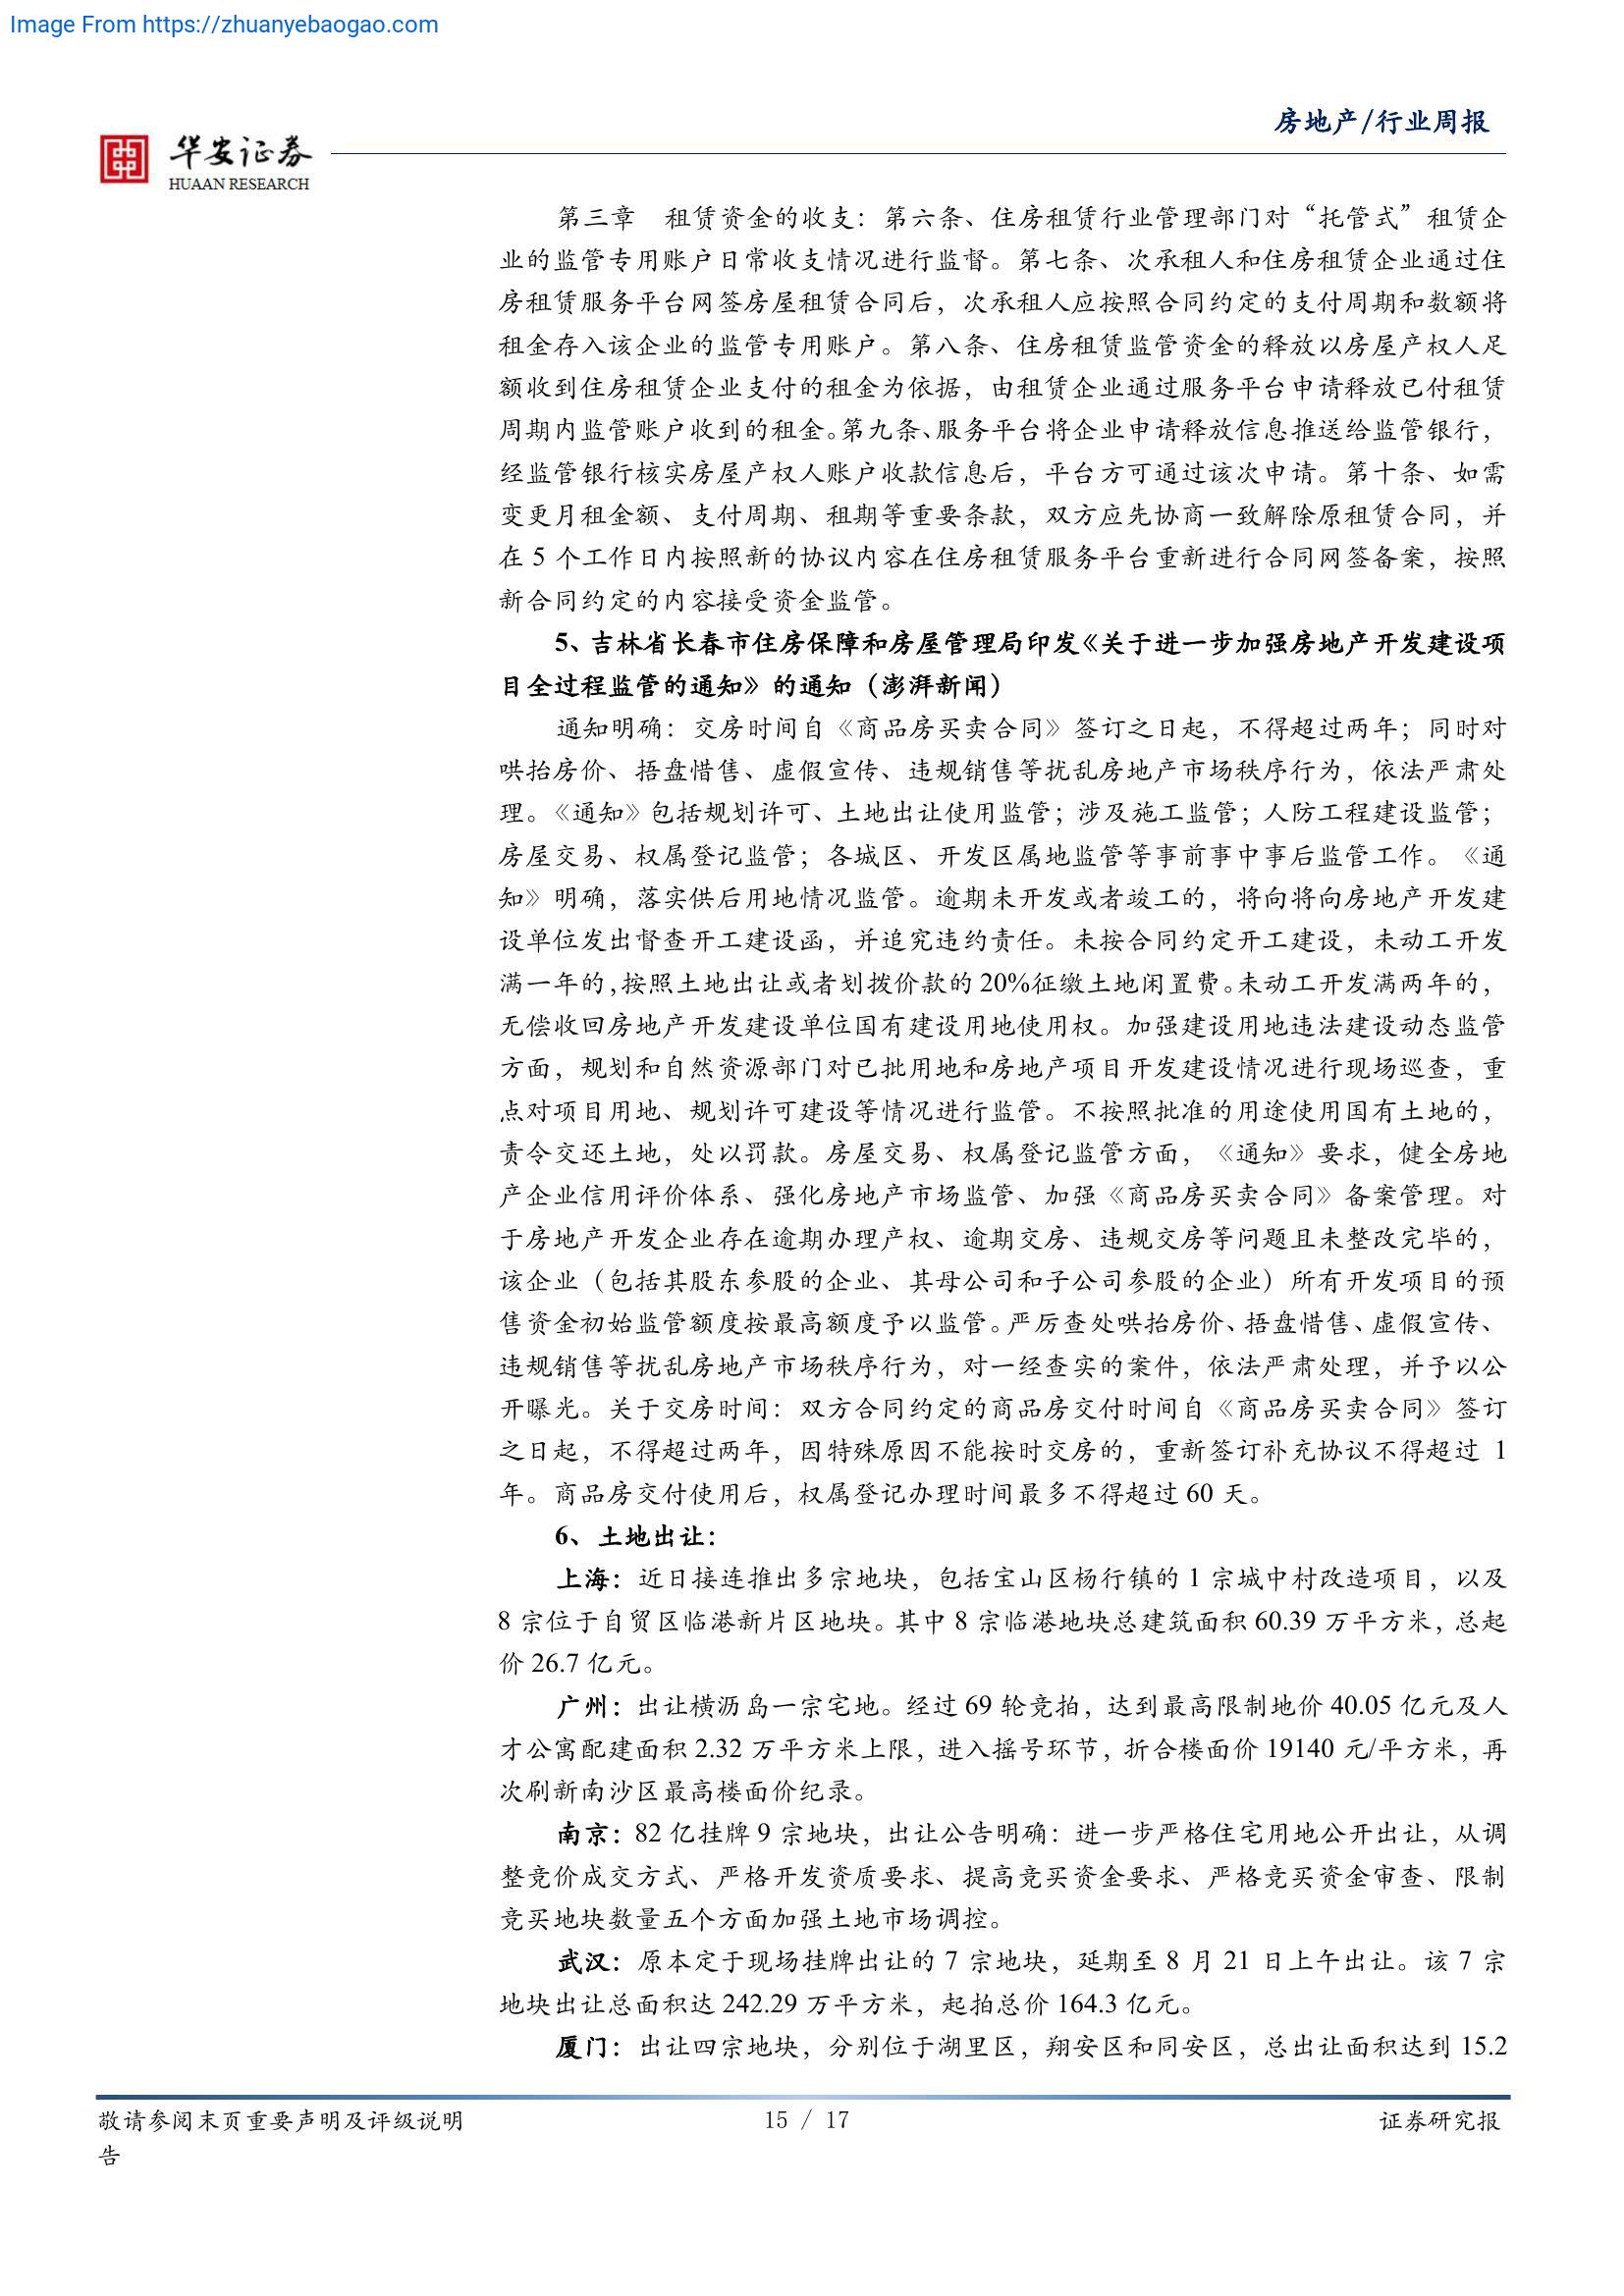 Image From https://zhuanyebaogao.com
房地产/行业周报
华安证券
HUAAN RESEARCH
第三章　租赁资金的收支：第六条、住房租赁行业管理部门对“托管式”租赁企
业的监管专用账户日常收支情况进行监督。第七条、次承租人和住房租赁企业通过住
房租赁服务平台网签房屋租赁合同后，次承租人应按照合同约定的支付周期和数额将
租金存入该企业的监管专用账户。第八条、住房租赁监管资金的释放以房屋产权人足
额收到住房租赁企业支付的租金为依据，由租赁企业通过服务平台申请释放已付租赁
周期内监管账户收到的租金。第九条、服务平台将企业申请释放信息推送给监管银行，
经监管银行核实房屋产权人账户收款信息后，平台方可通过该次申请。第十条、如需
变更月租金额、支付周期、租期等重要条款，双方应先协商一致解除原租赁合同，并
在 5 个工作日内按照新的协议内容在住房租赁服务平台重新进行合同网签备案，按照
新合同约定的内容接受资金监管。
5、吉林省长春市住房保障和房屋管理局印发《关于进一步加强房地产开发建设项
目全过程监管的通知》的通知（澎湃新闻）
通知明确：交房时间自《商品房买卖合同》签订之日起，不得超过两年；同时对
哄抬房价、捂盘惜售、虚假宣传、违规销售等扰乱房地产市场秩序行为，依法严肃处
理。《通知》包括规划许可、土地出让使用监管；涉及施工监管；人防工程建设监管；
房屋交易、权属登记监管；各城区、开发区属地监管等事前事中事后监管工作。《通
知》明确，落实供后用地情况监管。逾期未开发或者竣工的，将向将向房地产开发建
设单位发出督查开工建设函，并追究违约责任。未按合同约定开工建设，未动工开发
满一年的，按照土地出让或者划拨价款的 20%征缴土地闲置费。未动工开发满两年的，
无偿收回房地产开发建设单位国有建设用地使用权。加强建设用地违法建设动态监管
方面，规划和自然资源部门对已批用地和房地产项目开发建设情况进行现场巡查，重
点对项目用地、规划许可建设等情况进行监管。不按照批准的用途使用国有土地的，
责令交还土地，处以罚款。房屋交易、权属登记监管方面，《通知》要求，健全房地
产企业信用评价体系、强化房地产市场监管、加强《商品房买卖合同》备案管理。对
于房地产开发企业存在逾期办理产权、逾期交房、违规交房等问题且未整改完毕的，
该企业（包括其股东参股的企业、其母公司和子公司参股的企业）所有开发项目的预
售资金初始监管额度按最高额度予以监管。严厉查处哄抬房价、捂盘惜售、虚假宣传、
违规销售等扰乱房地产市场秩序行为，对一经查实的案件，依法严肃处理，并予以公
开曝光。关于交房时间：双方合同约定的商品房交付时间自《商品房买卖合同》签订
之日起，不得超过两年，因特殊原因不能按时交房的，重新签订补充协议不得超过 1
年。商品房交付使用后，权属登记办理时间最多不得超过 60 天。
6、土地出让：
上海：近日接连推出多宗地块，包括宝山区杨行镇的 1 宗城中村改造项目，以及
8 宗位于自贸区临港新片区地块。其中 8 宗临港地块总建筑面积 60.39 万平方米，总起
价 26.7 亿元。
广州：出让横沥岛一宗宅地。经过 69 轮竞拍，达到最高限制地价 40.05 亿元及人
才公寓配建面积 2.32 万平方米上限，进入摇号环节，折合楼面价 19140 元/平方米，再
次刷新南沙区最高楼面价纪录。
南京：82 亿挂牌 9 宗地块，出让公告明确：进一步严格住宅用地公开出让，从调
整竞价成交方式、严格开发资质要求、提高竞买资金要求、严格竞买资金审查、限制
竞买地块数量五个方面加强土地市场调控。
武汉：原本定于现场挂牌出让的 7 宗地块，延期至 8 月 21 日上午出让。该 7 宗
地块出让总面积达 242.29 万平方米，起拍总价 164.3 亿元。
厦门：出让四宗地块，分别位于湖里区，翔安区和同安区，总出让面积达到 15.2
敬请参阅末页重要声明及评级说明 15 / 17 证券研究报
告